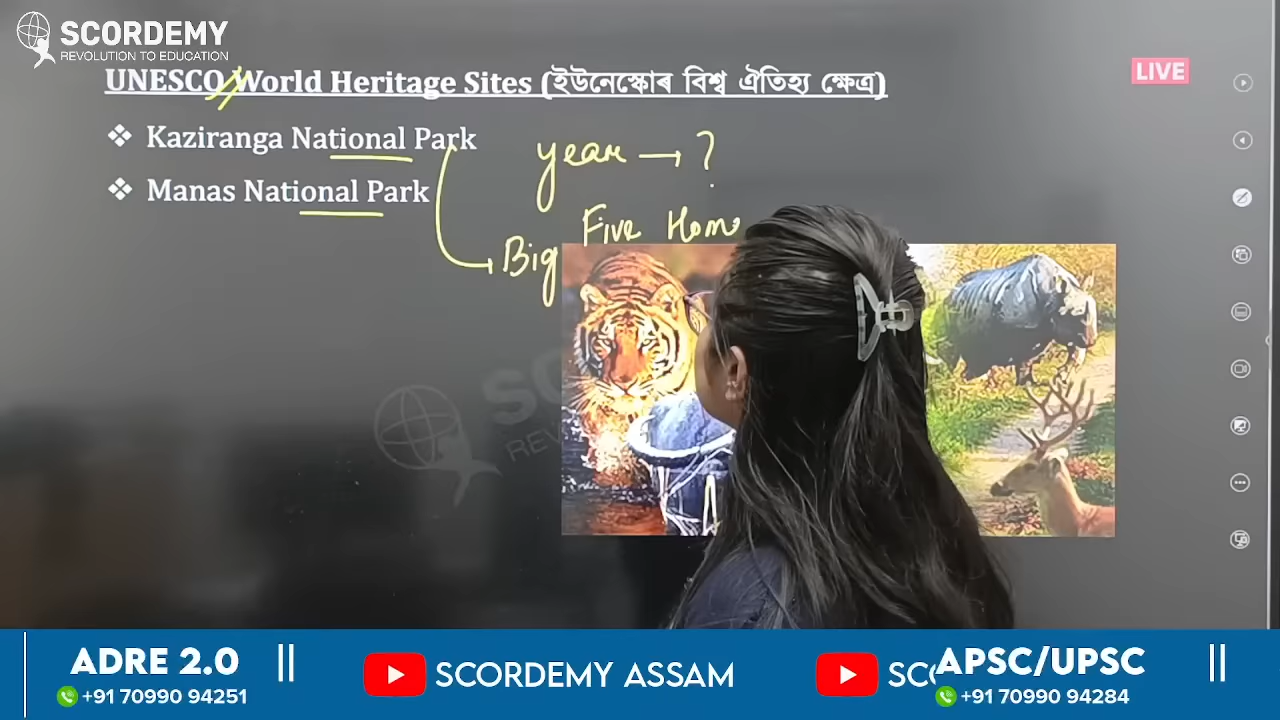 SCORDEMY
REVOLUTION TO EDUCATION
LIVE
UNESCO World Heritage Sites (ইউনেস্কোৰ বিশ্ব ঐতিহ্য ক্ষেত্ৰ)
Kaziranga National Park
year → ?
Manas National Park
Big Five Home
ADRE 2.0
+91 70990 94251
SCORDEMY ASSAM
SC
APSC/UPSC
+91 70990 94284